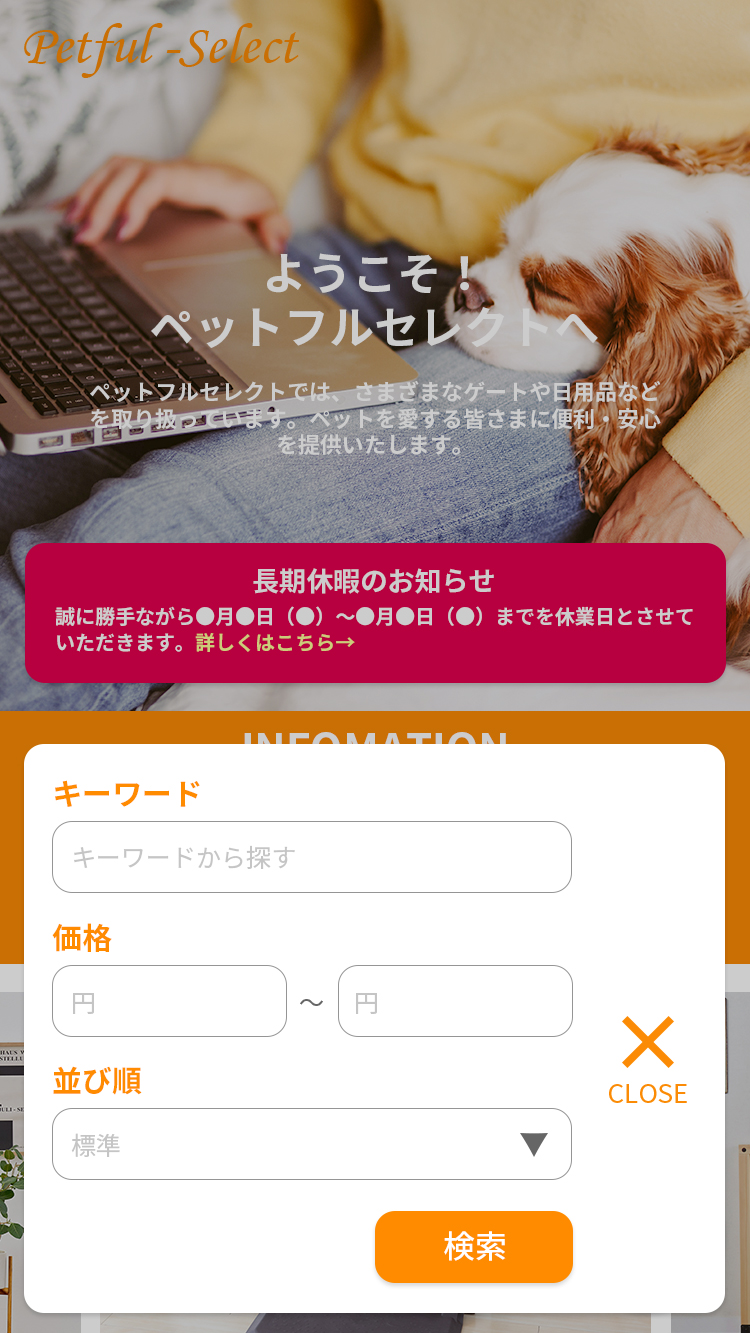 Petful -Select
ようこそ！
ペットフルセレクトへ
ペットフルセレクトでは、さまざまなゲートや日用品など
を取り扱っています。ペットを愛する皆さまに便利・安心
を提供いたします。
長期休暇のお知らせ
誠に勝手ながら●月●日（●）〜●月●日（●）までを休業日とさせて
いただきます。詳しくはこちら→
INFOMATION
キーワード
キーワードから探す
価格
円 〜 円
並び順
標準 ▼
CLOSE
検索